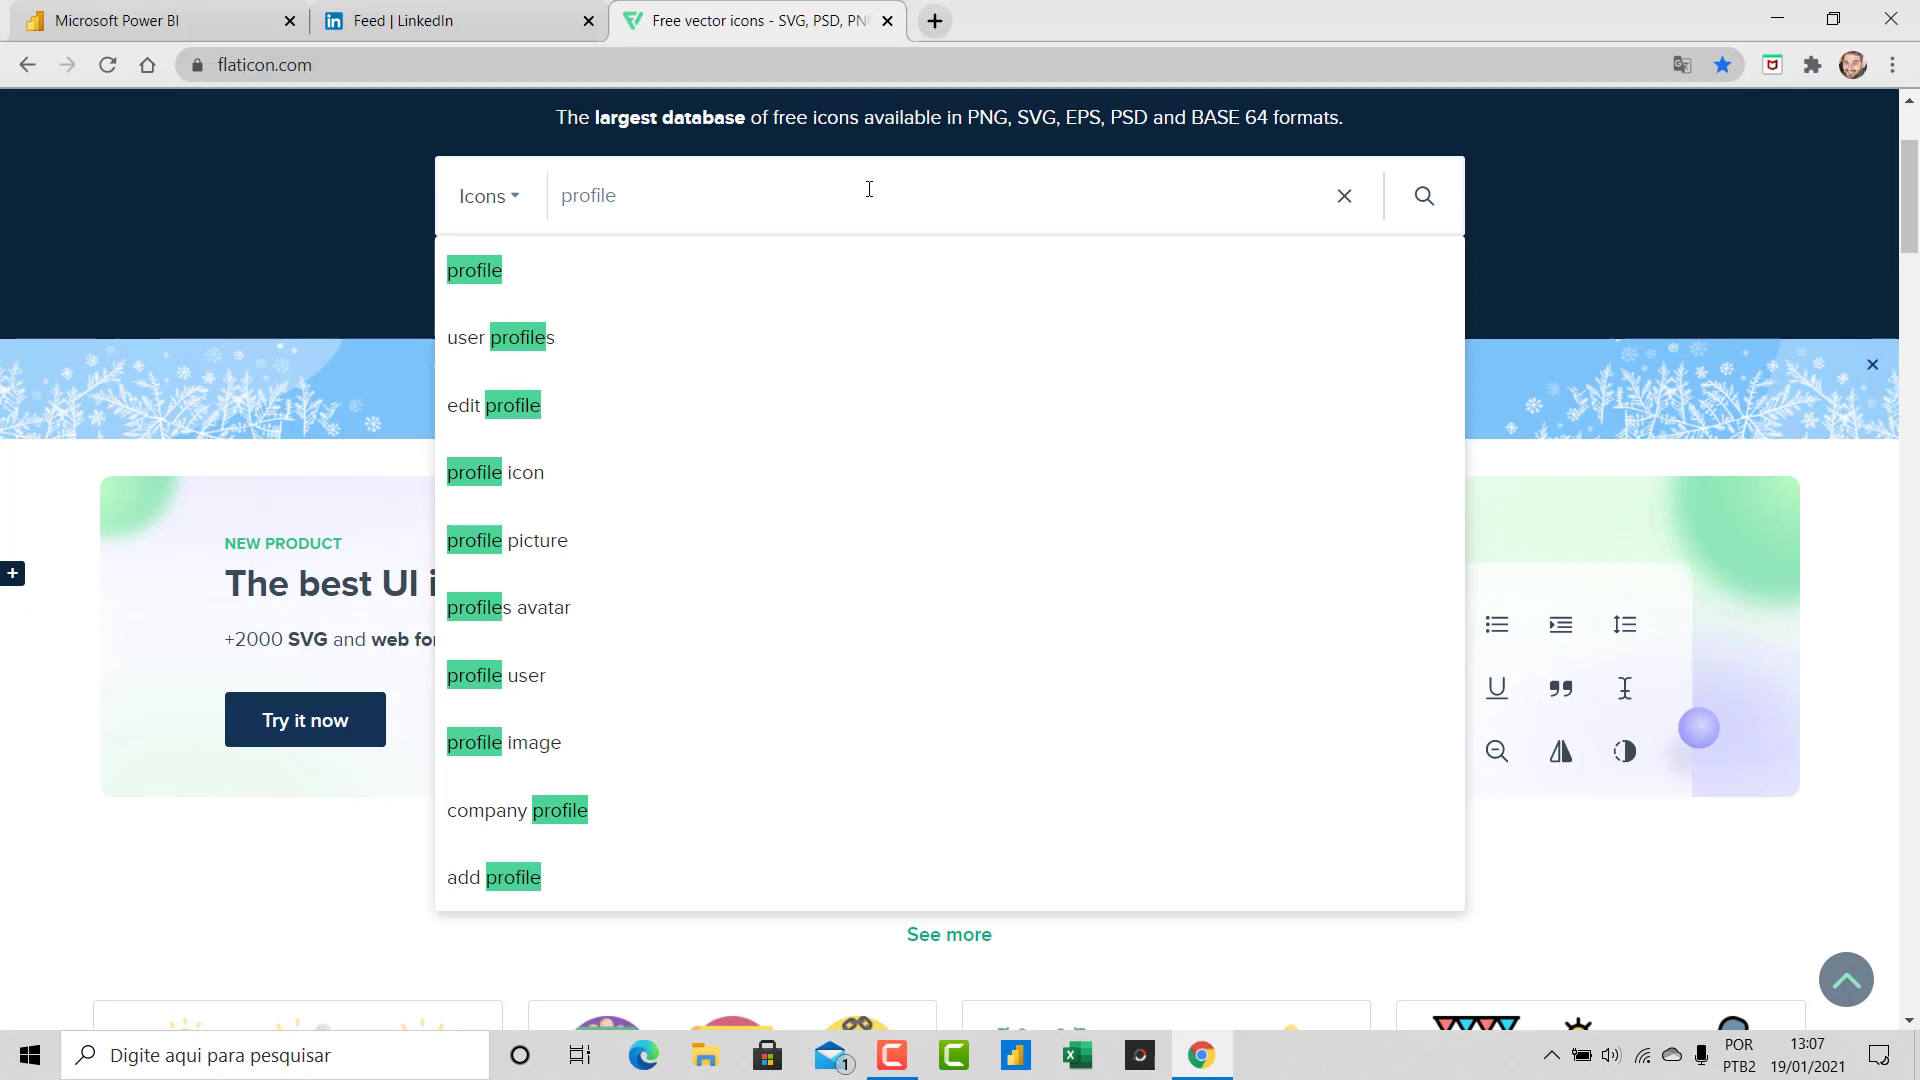 Microsoft Power BI
Feed | LinkedIn
Free vector icons - SVG, PSD, PN
flaticon.com
The largest database of free icons available in PNG, SVG, EPS, PSD and BASE 64 formats.
Icons
profile
profile
user profiles
edit profile
profile icon
profile picture
profiles avatar
profile user
profile image
company profile
add profile
NEW PRODUCT
The best UI i
+2000 SVG and web fo
Try it now
See more
Digite aqui para pesquisar
1
POR
PTB2
13:07
19/01/2021